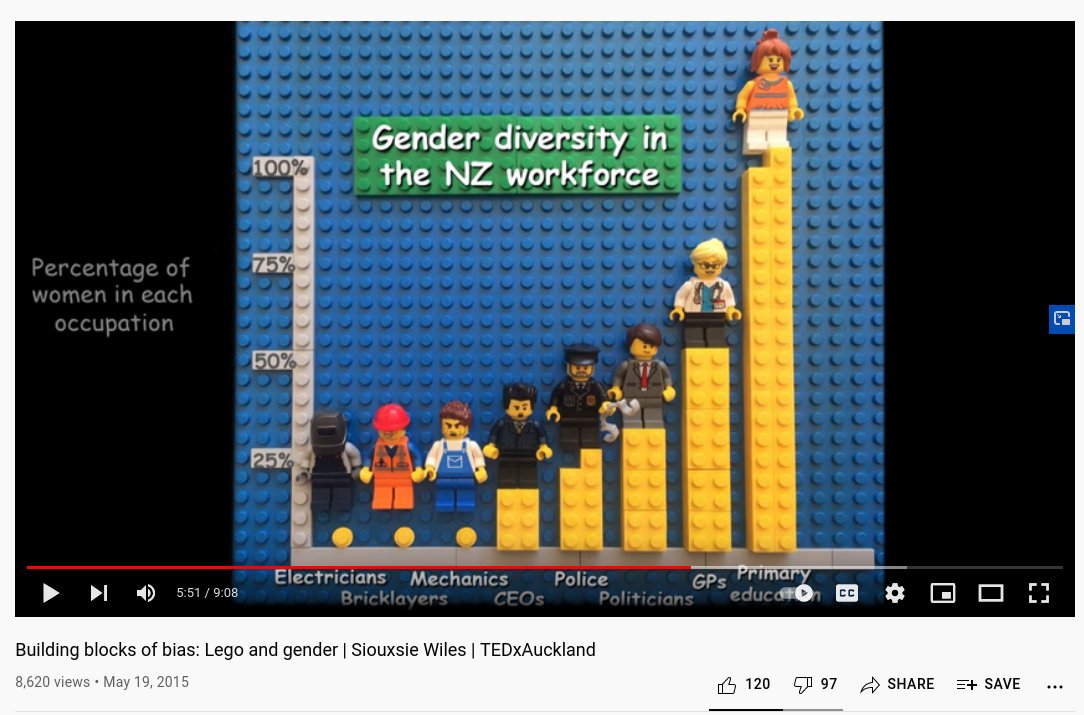 Gender diversity in
the NZ workforce
100%
75%
50%
25%
Percentage of
women in each
occupation
Electricians
Bricklayers
Mechanics
CEOs
Police
Politicians
GPs
Primary
education
5:51 / 9:08
CC
Building blocks of bias: Lego and gender | Siouxsie Wiles | TEDxAuckland
8,620 views • May 19, 2015
120
97
SHARE
SAVE